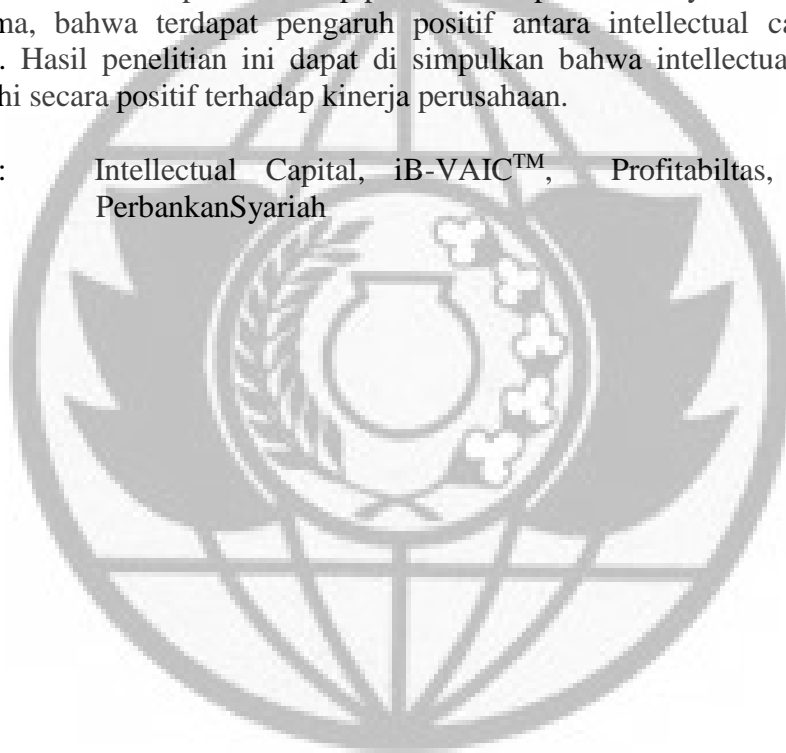 ma, bahwa terdapat pengaruh positif antara intellectual ca
. Hasil penelitian ini dapat di simpulkan bahwa intellectua
hi secara positif terhadap kinerja perusahaan.
: Intellectual Capital, iB-VAIC™, Profitabiltas,
PerbankanSyariah